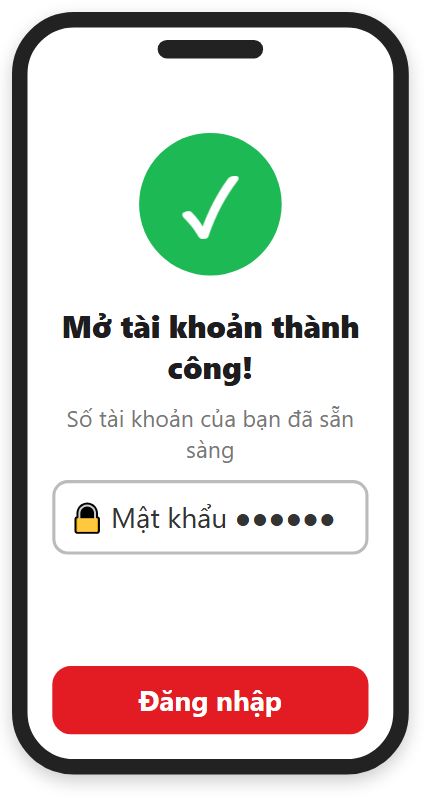 Mở tài khoản thành
công!
Số tài khoản của bạn đã sẵn
sàng
Mật khẩu ●●●●●●
Đăng nhập